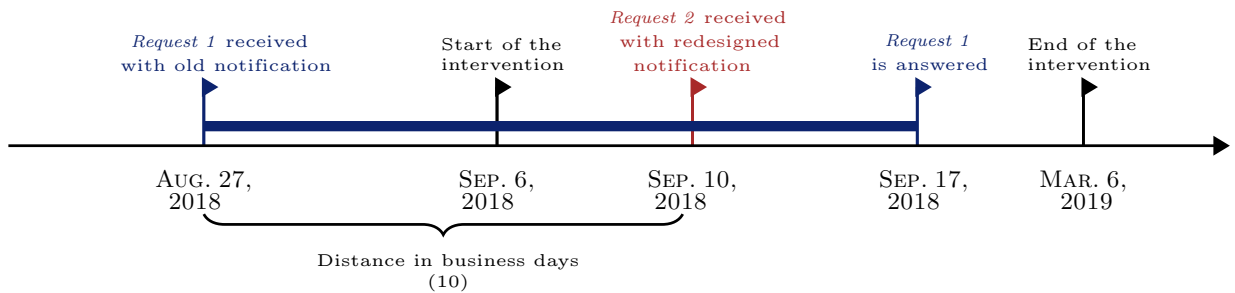 Request 1 received
with old notification
Start of the
intervention
Request 2 received
with redesigned
notification
Request 1
is answered
End of the
intervention
Aug. 27,
2018
Sep. 6,
2018
Sep. 10,
2018
Sep. 17,
2018
Mar. 6,
2019
Distance in business days
(10)